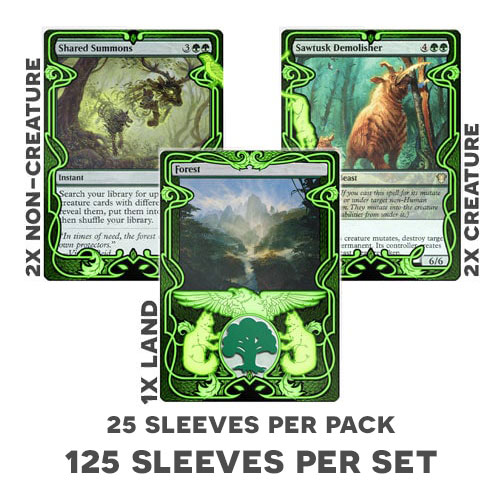 2X NON-CREATURE
Shared Summons 3
Instant
Search your library for up
creature cards with differe
reveal them, put them into
then shuffle your library.
"In times of need, the forest
own protectors."
Sawtusk Demolisher 4
Beast
If you cast this spell for its mutate
or under target non-Human
They mutate into the creature
abilities from under it.)
creature mutates, destroy target
permanent. Its controller creates
6/6
2X CREATURE
Forest
1X LAND
25 SLEEVES PER PACK
125 SLEEVES PER SET